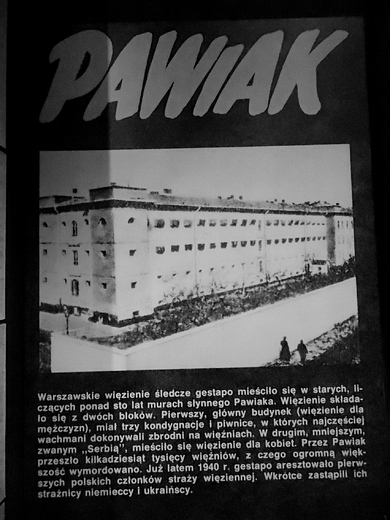 PAWIAK
Warszawskie więzienie śledcze gestapo mieściło się w starych, li-
czących ponad sto lat murach słynnego Pawiaka. Więzienie składa-
ło się z dwóch bloków. Pierwszy, główny budynek (więzienie dla
mężczyzn), miał trzy kondygnacje i piwnice, w których najczęściej
wachmani dokonywali zbrodni na więźniach. W drugim, mniejszym,
zwanym „Serbią”, mieściło się więzienie dla kobiet. Przez Pawiak
przeszło kilkadziesiąt tysięcy więźniów, z czego ogromną więk-
szość wymordowano. Już latem 1940 r. gestapo aresztowało pierw-
szych polskich członków straży więziennej. Wkrótce zastąpili ich
strażnicy niemieccy i ukraińscy.